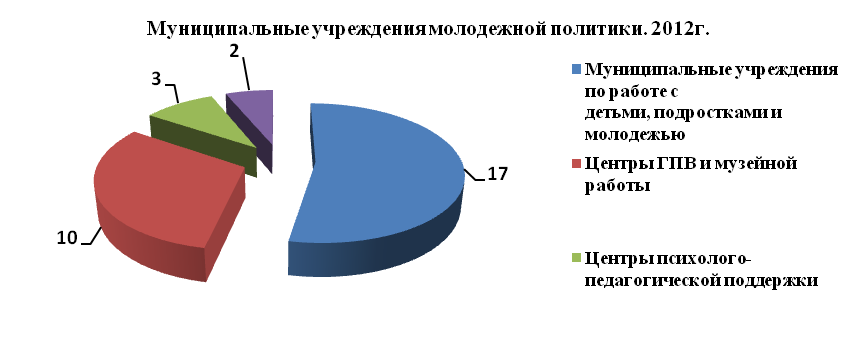 Муниципальные учреждения молодежной политики. 2012г.
2
3
17
10
Муниципальные учреждения
по работе с
детьми, подростками и
молодежью
Центры ГПВ и музейной
работы
Центры психолого-
педагогической поддержки